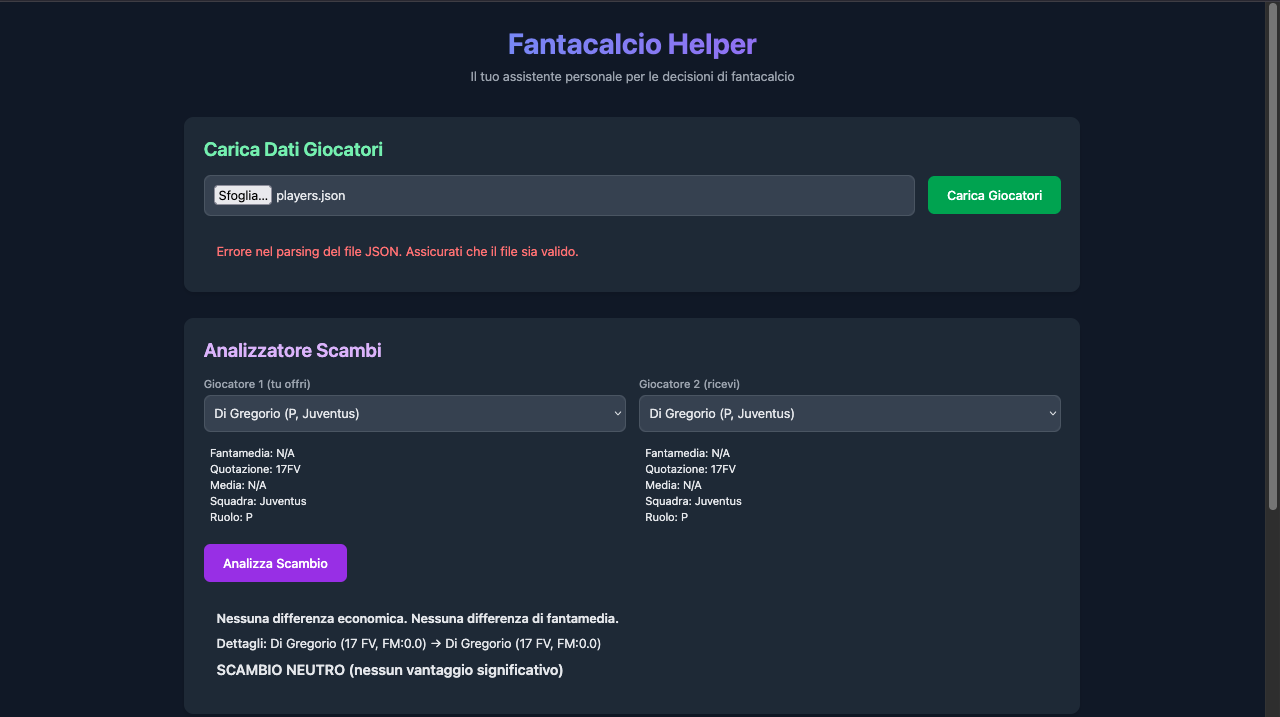 Fantacalcio Helper
Il tuo assistente personale per le decisioni di fantacalcio
Carica Dati Giocatori
Sfoglia... players.json
Carica Giocatori
Errore nel parsing del file JSON. Assicurati che il file sia valido.
Analizzatore Scambi
Giocatore 1 (tu offri)
Giocatore 2 (ricevi)
Di Gregorio (P, Juventus)
Di Gregorio (P, Juventus)
Fantamedia: N/A
Quotazione: 17FV
Media: N/A
Squadra: Juventus
Ruolo: P
Fantamedia: N/A
Quotazione: 17FV
Media: N/A
Squadra: Juventus
Ruolo: P
Analizza Scambio
Nessuna differenza economica. Nessuna differenza di fantamedia.
Dettagli: Di Gregorio (17 FV, FM:0.0) → Di Gregorio (17 FV, FM:0.0)
SCAMBIO NEUTRO (nessun vantaggio significativo)